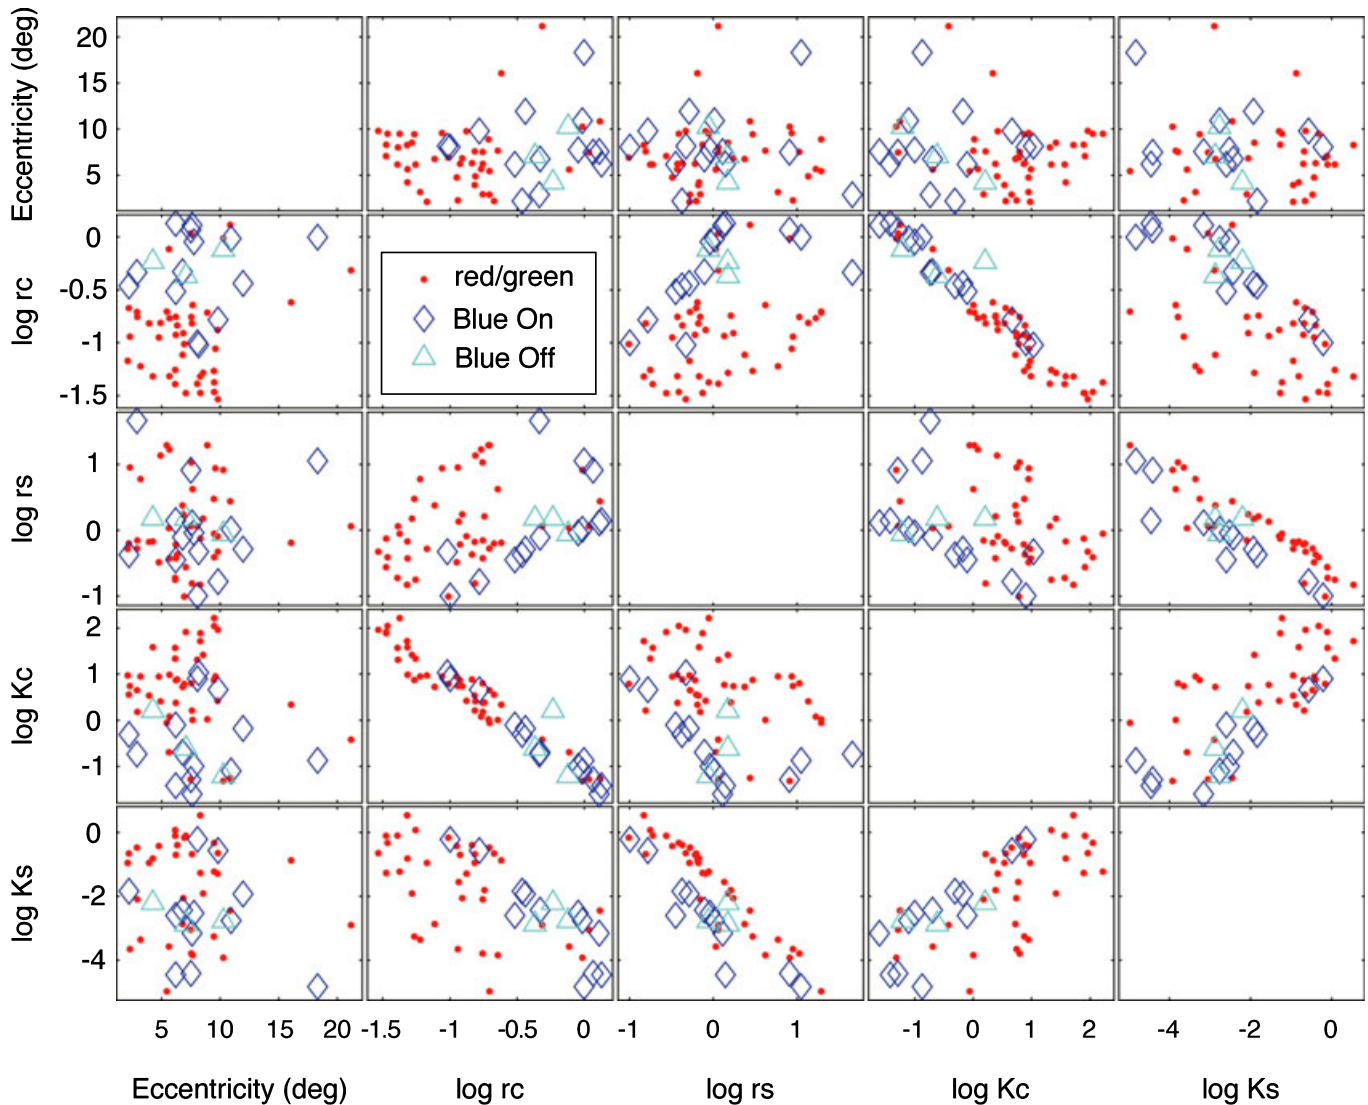 Eccentricity (deg)
20
15
10
5
log rc
0
-0.5
-1
-1.5
red/green
Blue On
Blue Off
log rs
1
0
-1
log Kc
2
1
0
-1
log Ks
0
-2
-4
5 10 15 20 -1.5 -1 -0.5 0 -1 0 1 -1 0 1 2 -4 -2 0
Eccentricity (deg) log rc log rs log Kc log Ks